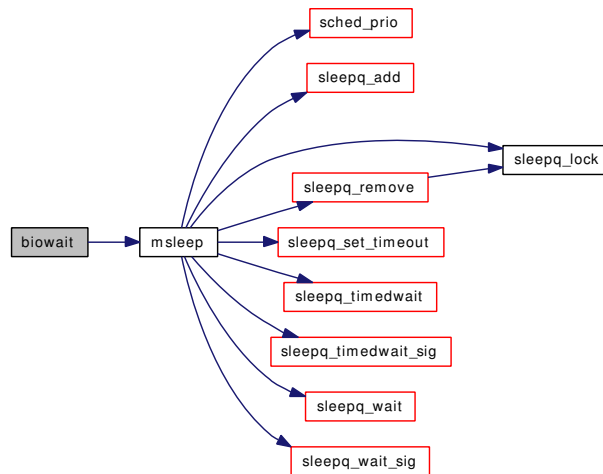 sched_prio
sleepq_add
sleepq_lock
sleepq_remove
biowait
msleep
sleepq_set_timeout
sleepq_timedwait
sleepq_timedwait_sig
sleepq_wait
sleepq_wait_sig